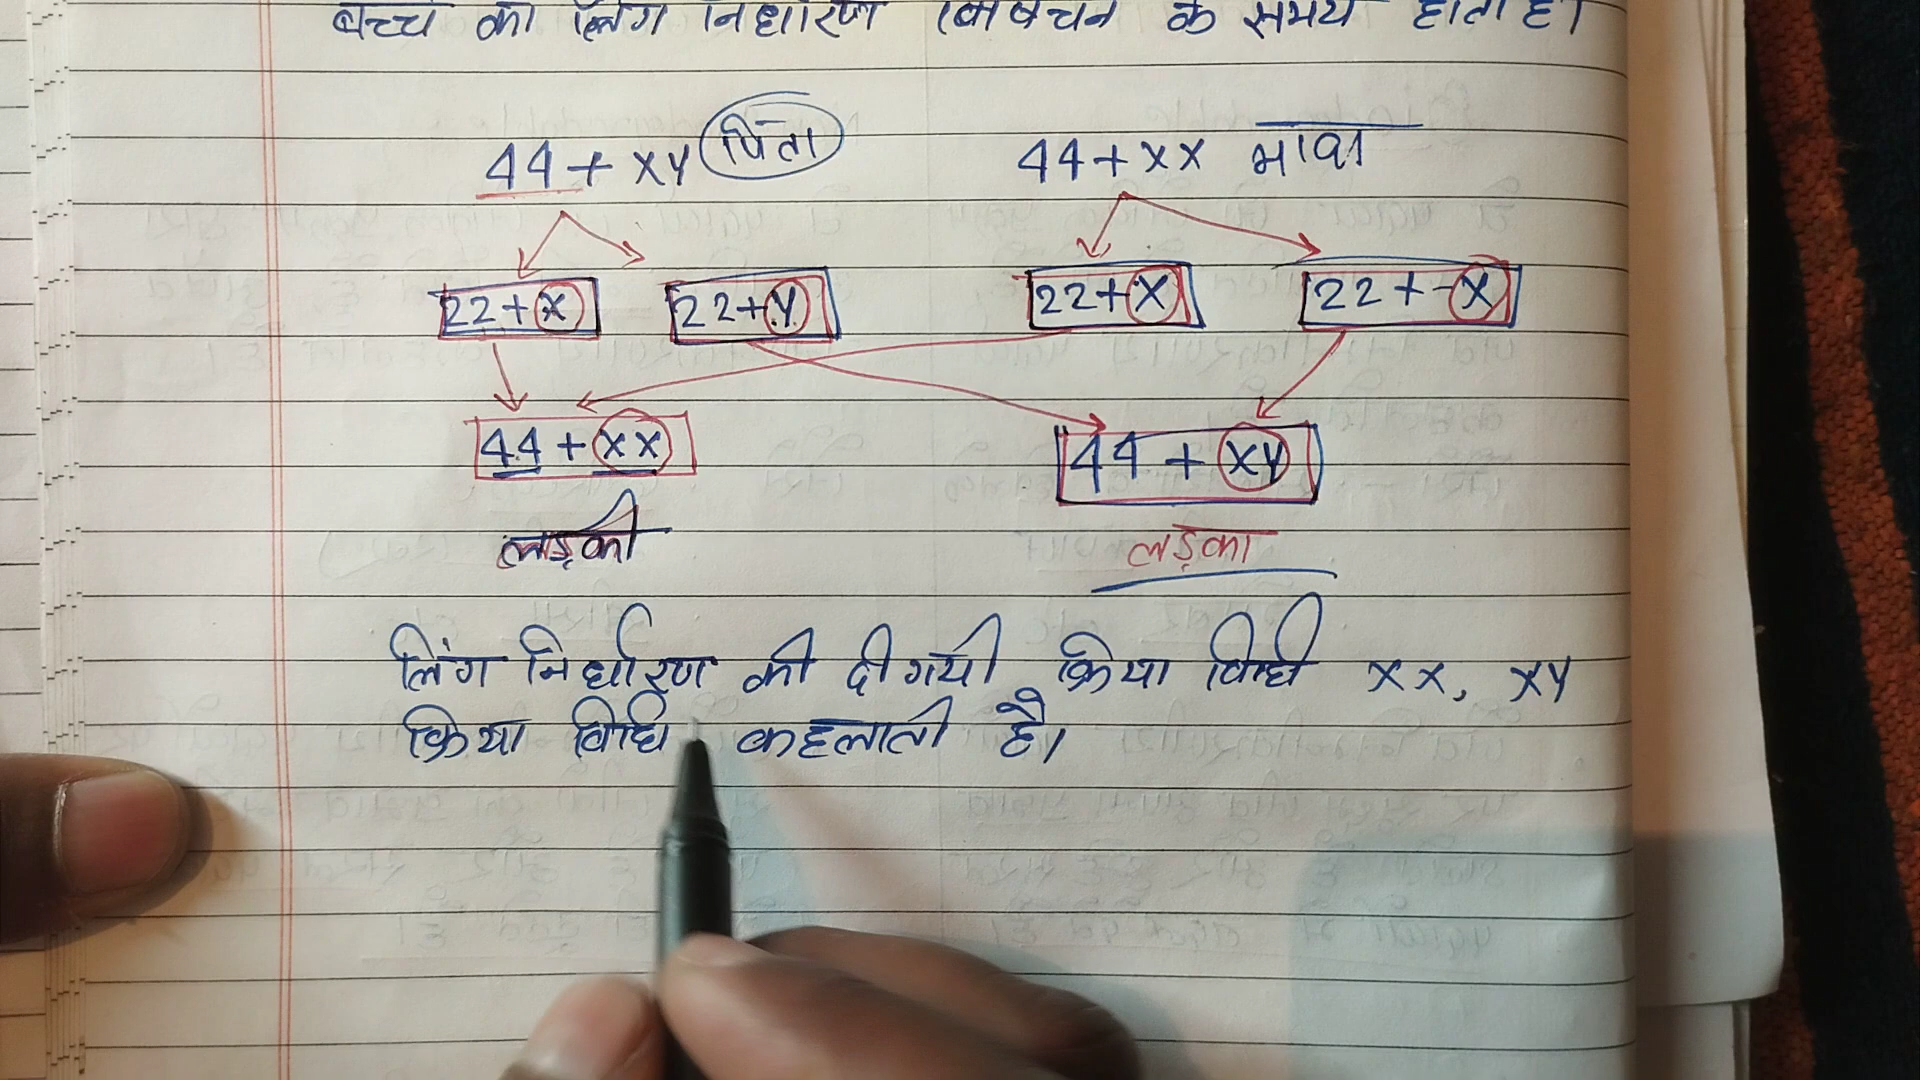 बच्चे का लिंग निर्धारण निषेचन के समय होता है।
44 + XY पिता 44 + XX माता
22 + X 22 + Y 22 + X 22 + X
44 + XX 44 + XY
लड़की लड़का
लिंग निर्धारण की दी गयी क्रिया विधी XX, XY
क्रिया विधि कहलाती है।